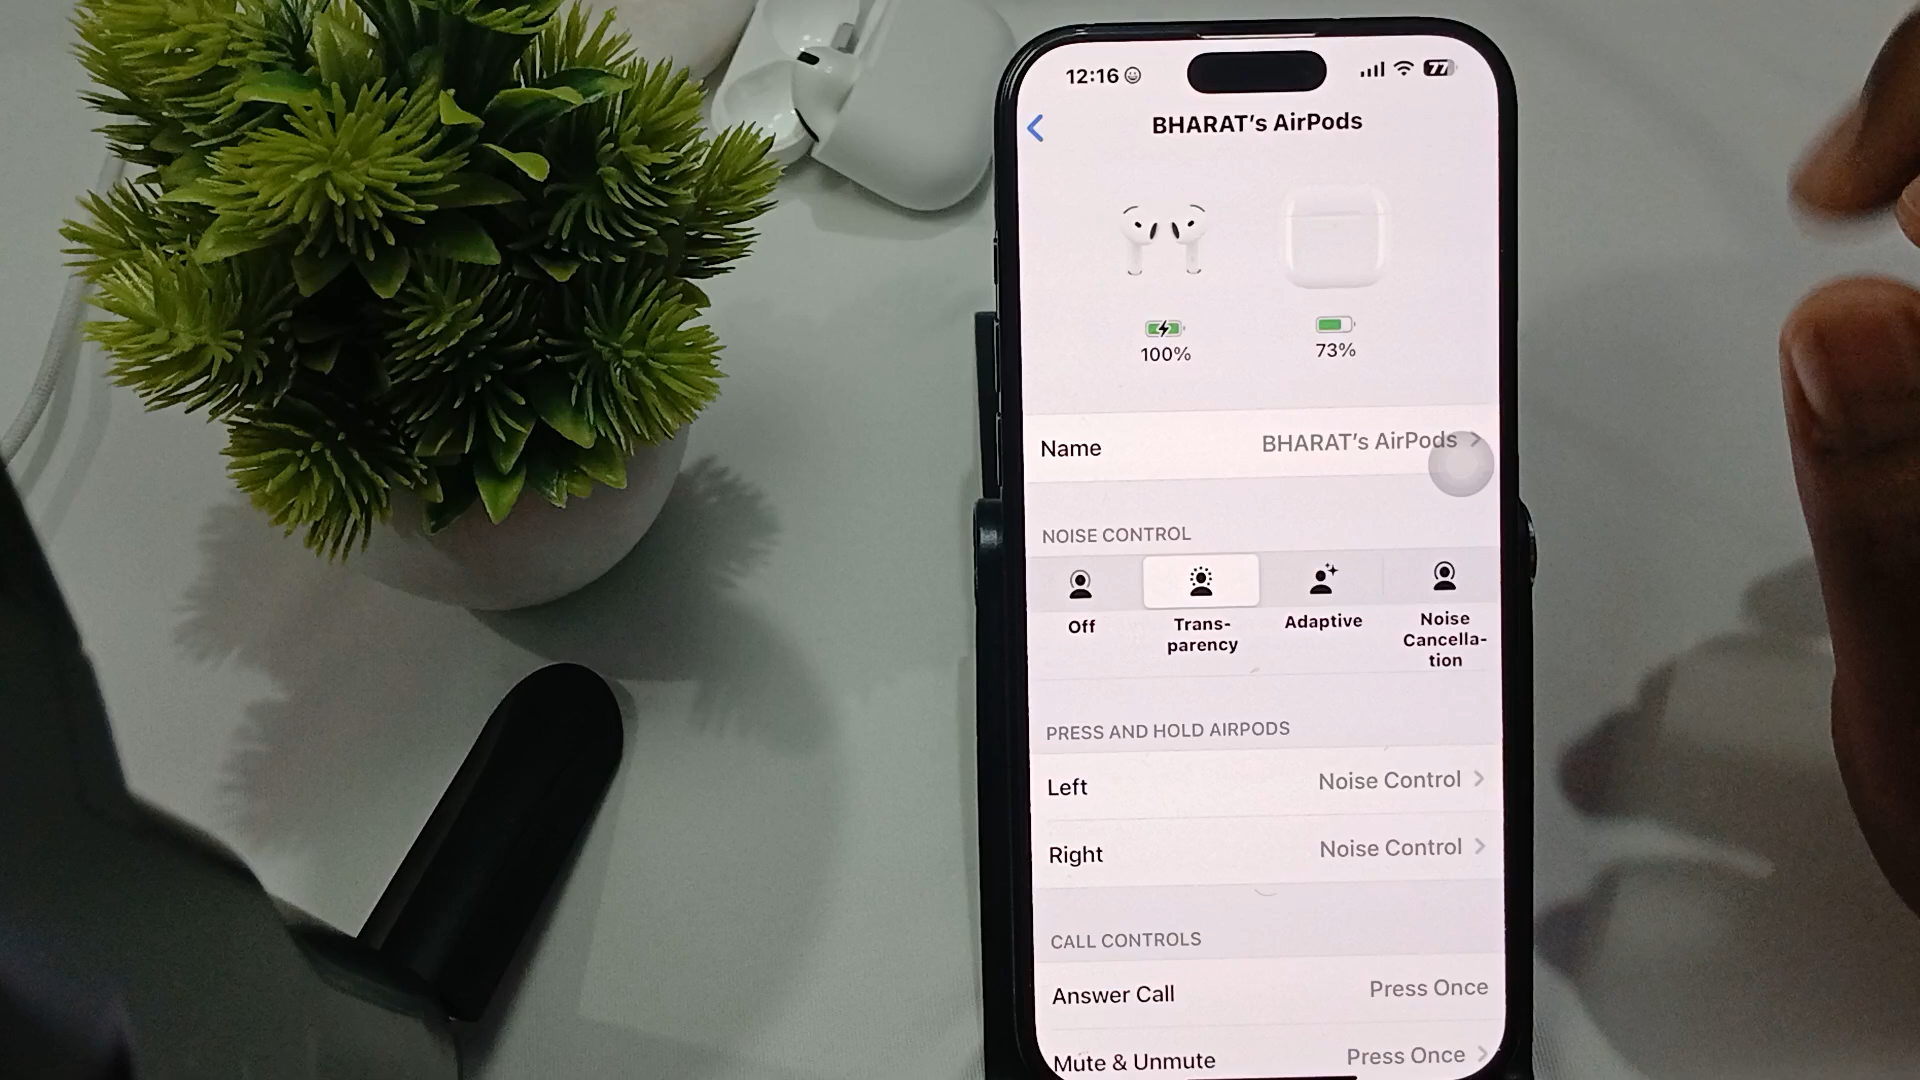 12:16
77
BHARAT's AirPods
100%
73%
Name BHARAT's AirPods
NOISE CONTROL
Off
Trans-
parency
Adaptive
Noise
Cancella-
tion
PRESS AND HOLD AIRPODS
Left Noise Control
Right Noise Control
CALL CONTROLS
Answer Call Press Once
Mute & Unmute Press Once